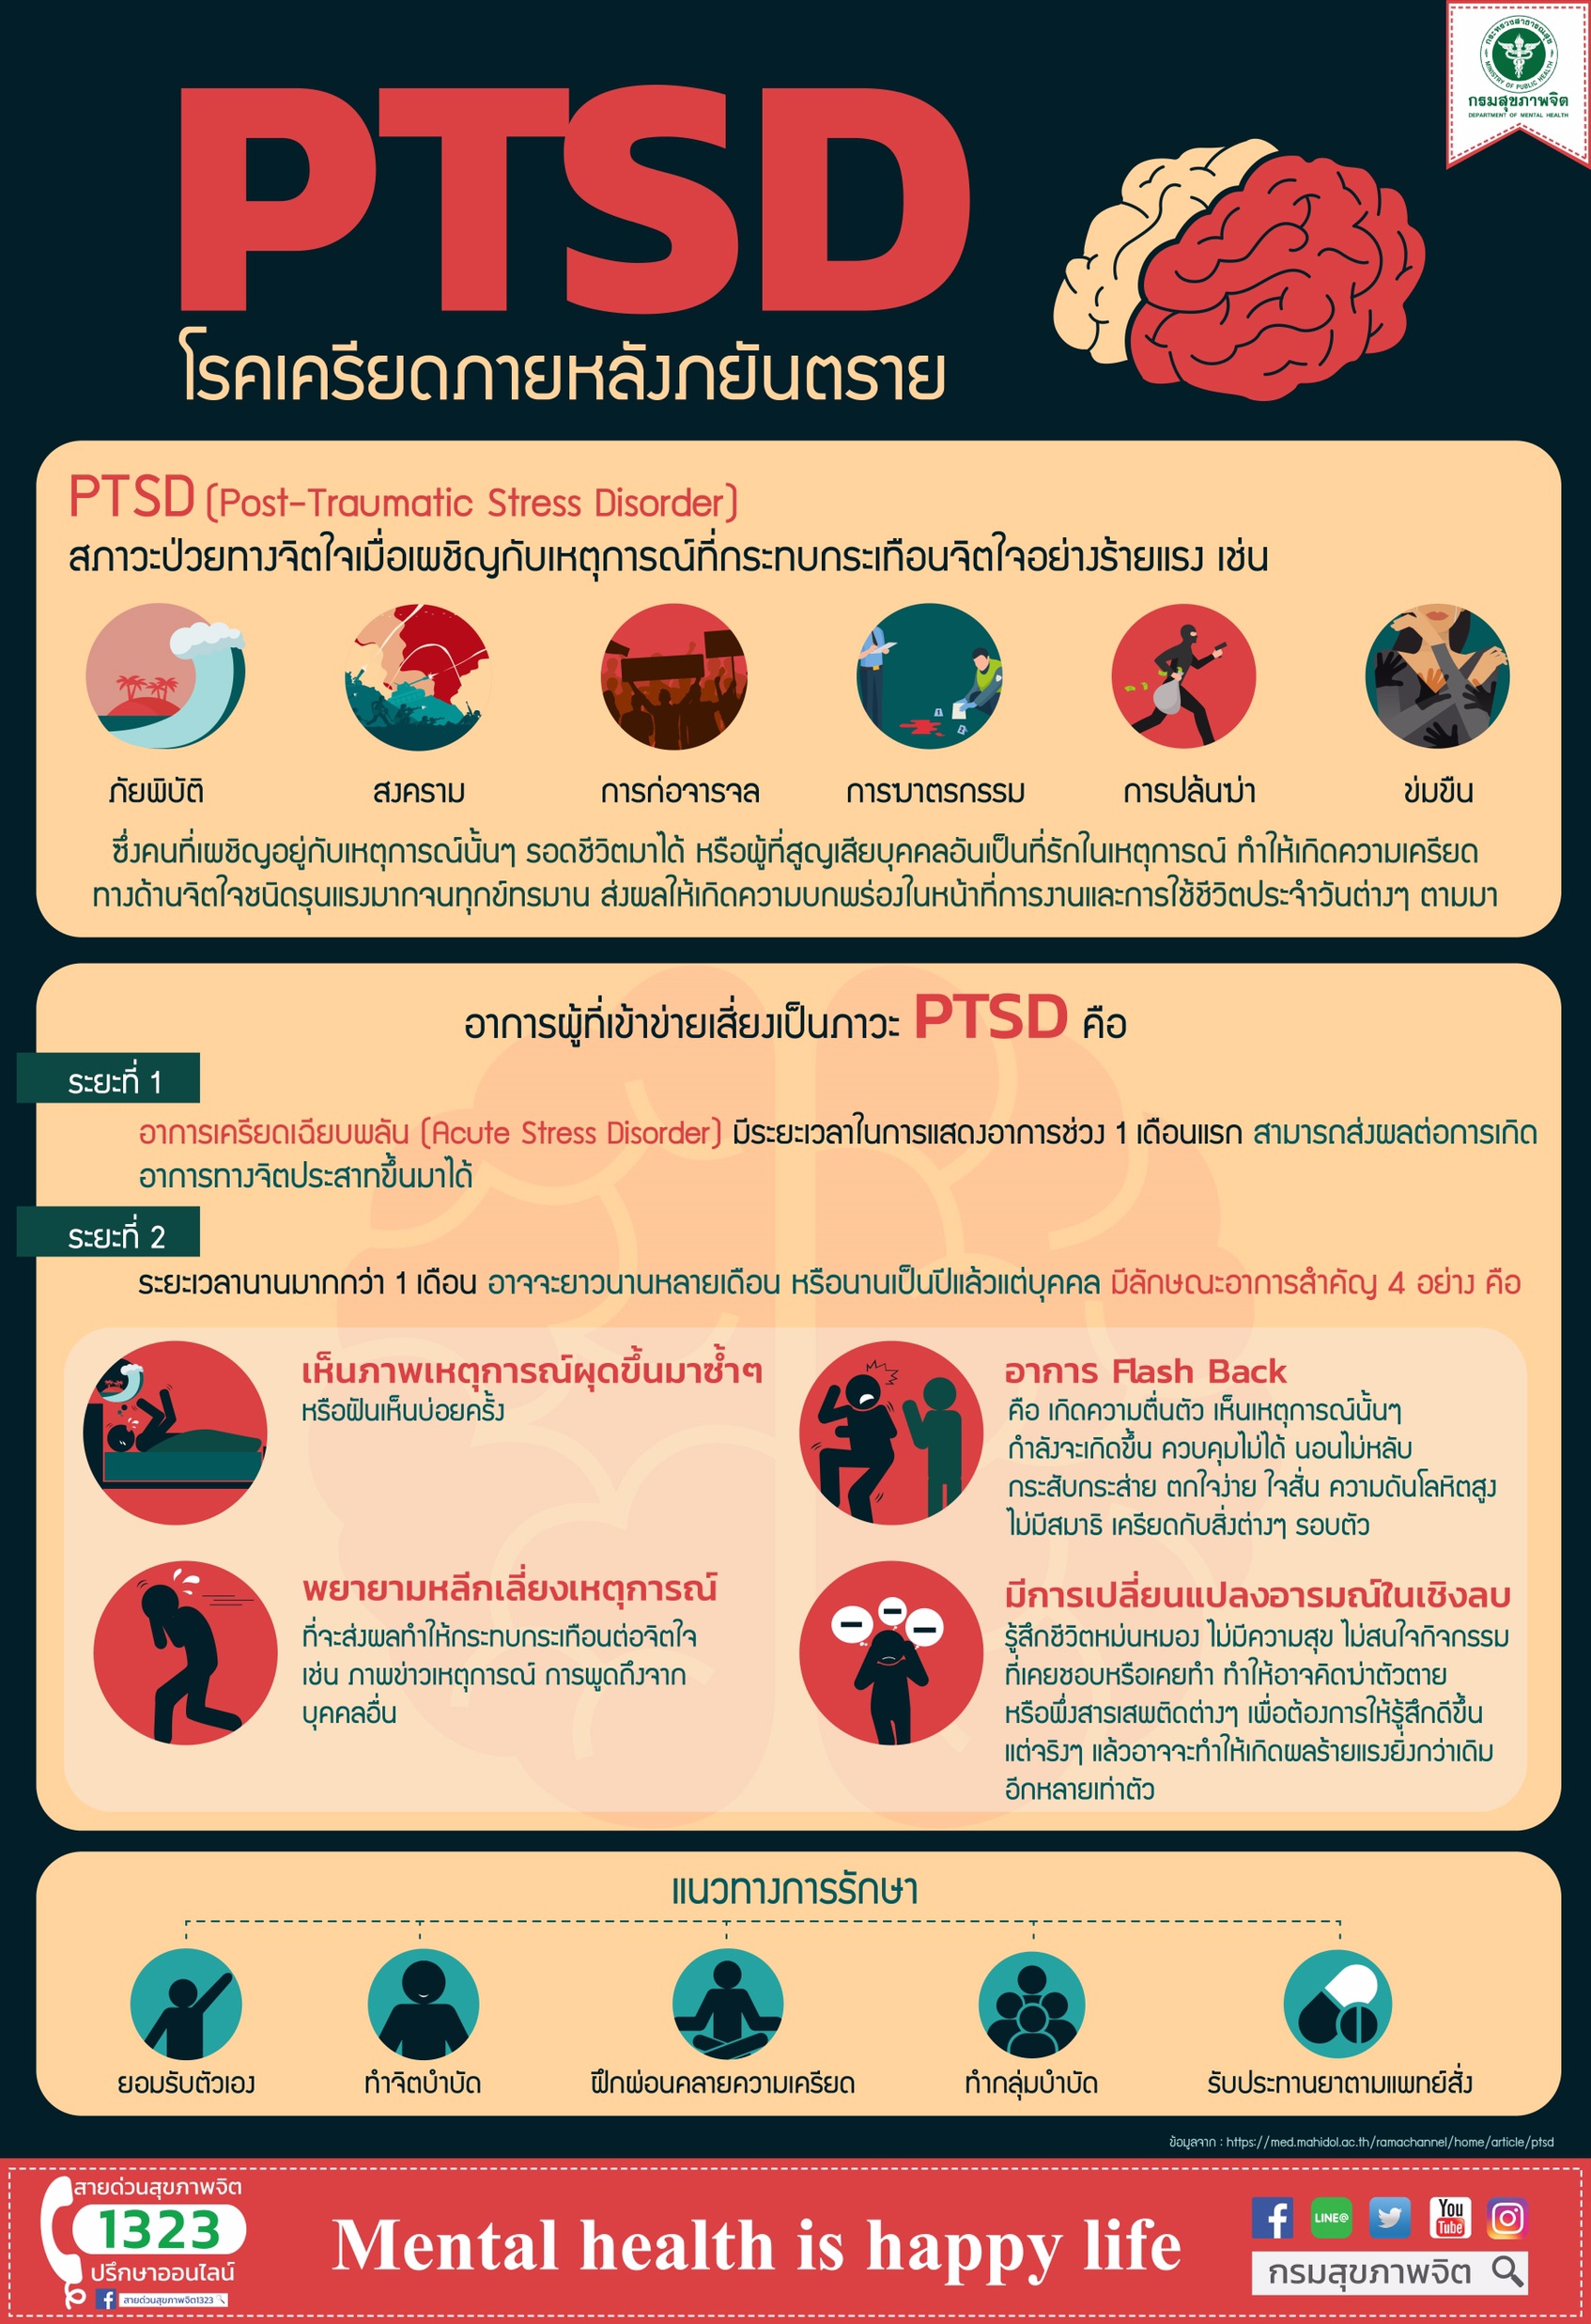 กระทรวงสาธารณสุข
MINISTRY OF PUBLIC HEALTH
กรมสุขภาพจิต
DEPARTMENT OF MENTAL HEALTH
PTSD
โรคเครียดภายหลังภยันตราย
PTSD (Post-Traumatic Stress Disorder)
สภาวะป่วยทางจิตใจเมื่อเผชิญกับเหตุการณ์ที่กระทบกระเทือนจิตใจอย่างร้ายแรง เช่น
ภัยพิบัติ
สงคราม
การก่อจารจล
การฆาตรกรรม
การปล้นฆ่า
ข่มขืน
ซึ่งคนที่เผชิญอยู่กับเหตุการณ์นั้นๆ รอดชีวิตมาได้ หรือผู้ที่สูญเสียบุคคลอันเป็นที่รักในเหตุการณ์ ทำให้เกิดความเครียด
ทางด้านจิตใจชนิดรุนแรงมากจนทุกข์ทรมาน ส่งผลให้เกิดความบกพร่องในหน้าที่การงานและการใช้ชีวิตประจำวันต่างๆ ตามมา
อาการผู้ที่เข้าข่ายเสี่ยงเป็นภาวะ PTSD คือ
ระยะที่ 1
อาการเครียดเฉียบพลัน (Acute Stress Disorder) มีระยะเวลาในการแสดงอาการช่วง 1 เดือนแรก สามารถส่งผลต่อการเกิด
อาการทางจิตประสาทขึ้นมาได้
ระยะที่ 2
ระยะเวลานานมากกว่า 1 เดือน อาจจะยาวนานหลายเดือน หรือนานเป็นปีแล้วแต่บุคคล มีลักษณะอาการสำคัญ 4 อย่าง คือ
เห็นภาพเหตุการณ์ผุดขึ้นมาซ้ำๆ
หรือฝันเห็นบ่อยครั้ง
อาการ Flash Back
คือ เกิดความตื่นตัว เห็นเหตุการณ์นั้นๆ
กำลังจะเกิดขึ้น ควบคุมไม่ได้ นอนไม่หลับ
กระสับกระส่าย ตกใจง่าย ใจสั่น ความดันโลหิตสูง
ไม่มีสมาธิ เครียดกับสิ่งต่างๆ รอบตัว
พยายามหลีกเลี่ยงเหตุการณ์
ที่จะส่งผลทำให้กระทบกระเทือนต่อจิตใจ
เช่น ภาพข่าวเหตุการณ์ การพูดถึงจาก
บุคคลอื่น
มีการเปลี่ยนแปลงอารมณ์ในเชิงลบ
รู้สึกชีวิตหม่นหมอง ไม่มีความสุข ไม่สนใจกิจกรรม
ที่เคยชอบหรือเคยทำ ทำให้อาจคิดฆ่าตัวตาย
หรือพึ่งสารเสพติดต่างๆ เพื่อต้องการให้รู้สึกดีขึ้น
แต่จริงๆ แล้วอาจจะทำให้เกิดผลร้ายแรงยิ่งกว่าเดิม
อีกหลายเท่าตัว
แนวทางการรักษา
ยอมรับตัวเอง
ทำจิตบำบัด
ฝึกผ่อนคลายความเครียด
ทำกลุ่มบำบัด
รับประทานยาตามแพทย์สั่ง
ข้อมูลจาก : https://med.mahidol.ac.th/ramachannel/home/article/ptsd
สายด่วนสุขภาพจิต
1323
ปรึกษาออนไลน์
สายด่วนสุขภาพจิต1323
Mental health is happy life
LINE@
You
Tube
กรมสุขภาพจิต